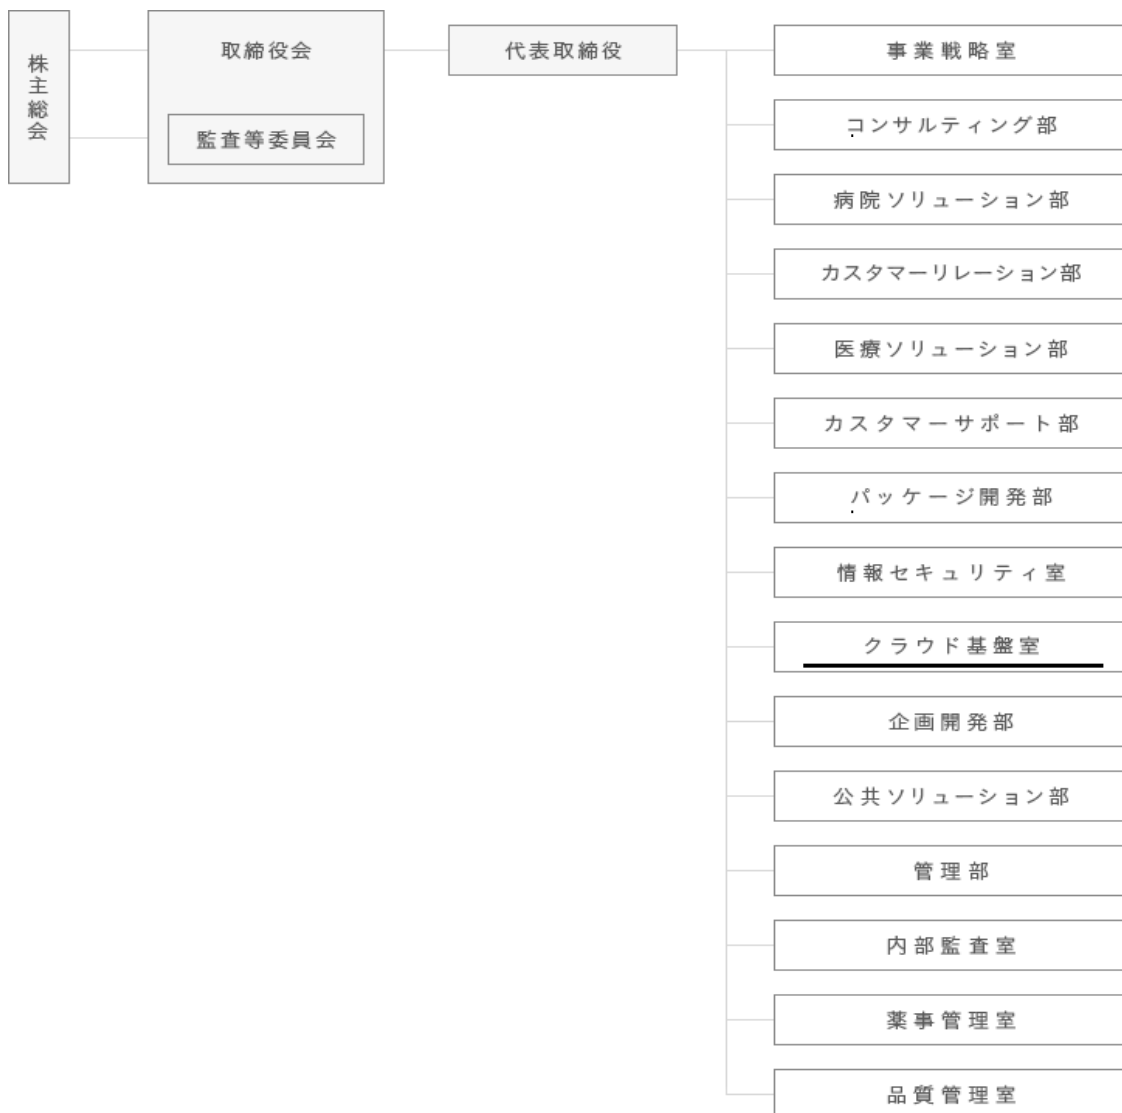 株主総会
取締役会
監査等委員会
代表取締役
事業戦略室
コンサルティング部
病院ソリューション部
カスタマーリレーション部
医療ソリューション部
カスタマーサポート部
パッケージ開発部
情報セキュリティ室
クラウド基盤室
企画開発部
公共ソリューション部
管理部
内部監査室
薬事管理室
品質管理室